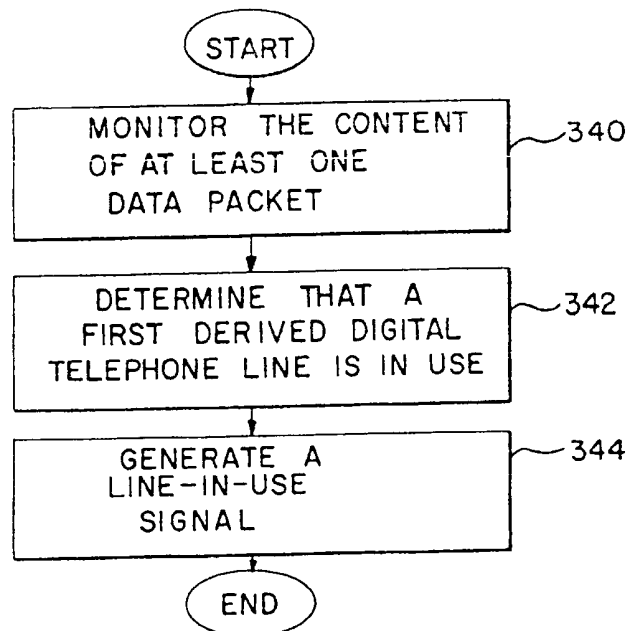 START
MONITOR THE CONTENT
OF AT LEAST ONE
DATA PACKET
340
DETERMINE THAT A
FIRST DERIVED DIGITAL
TELEPHONE LINE IS IN USE
342
GENERATE A
LINE-IN-USE
SIGNAL
344
END